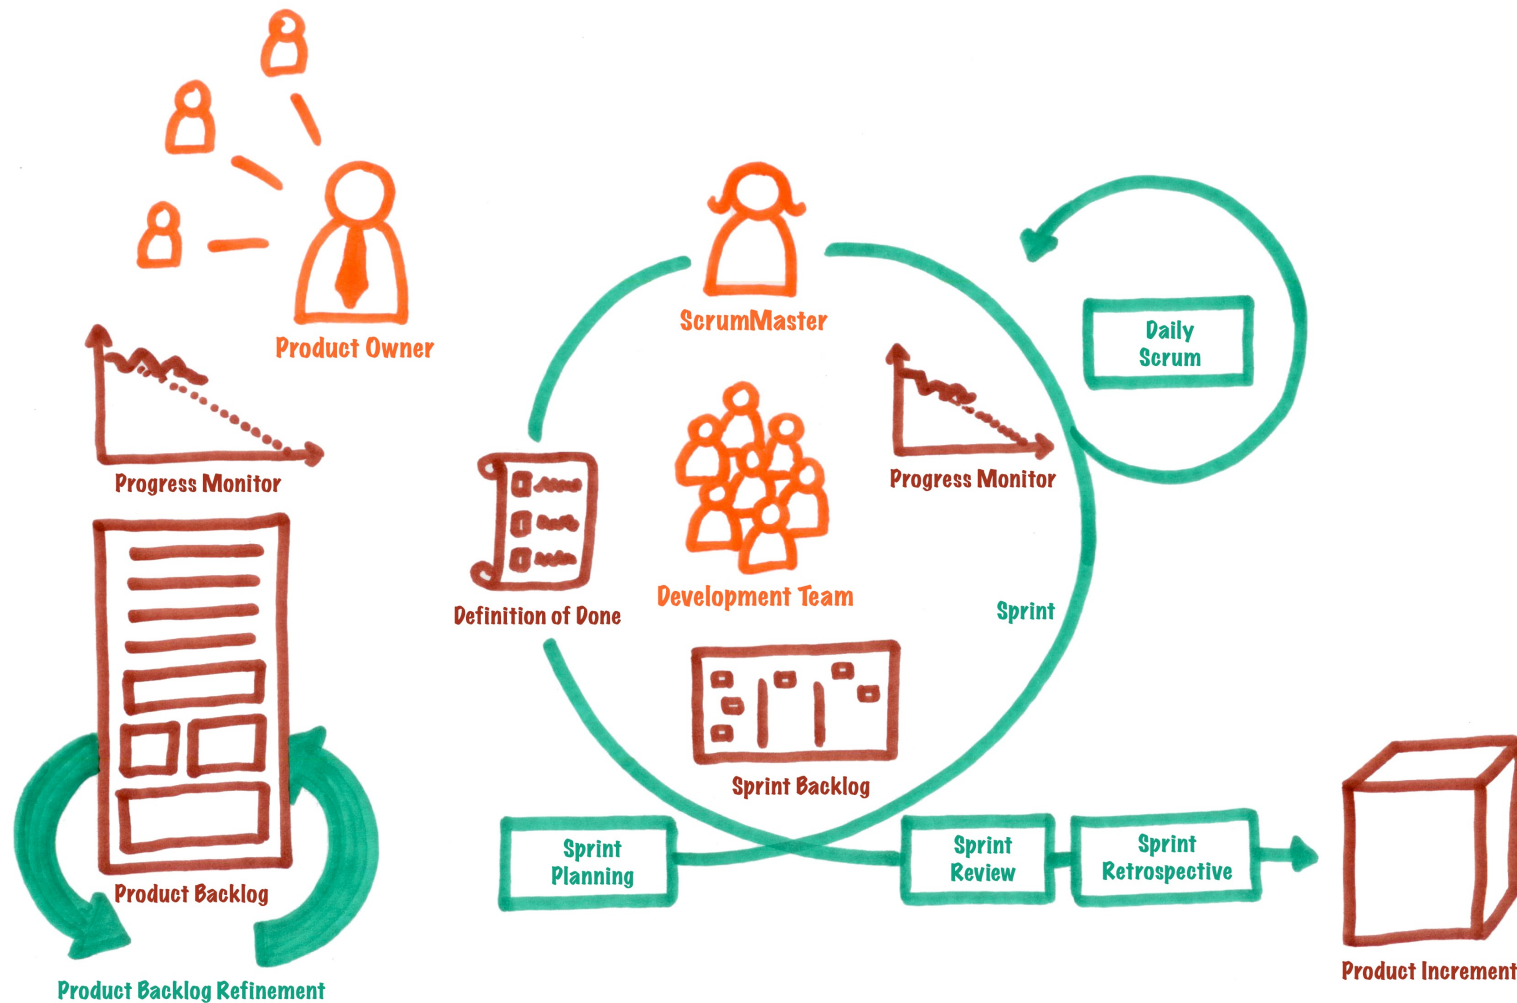 Product Owner
ScrumMaster
Daily
Scrum
Progress Monitor
Progress Monitor
Definition of Done
Development Team
Sprint
Sprint Backlog
Sprint
Planning
Sprint
Review
Sprint
Retrospective
Product Backlog
Product Increment
Product Backlog Refinement